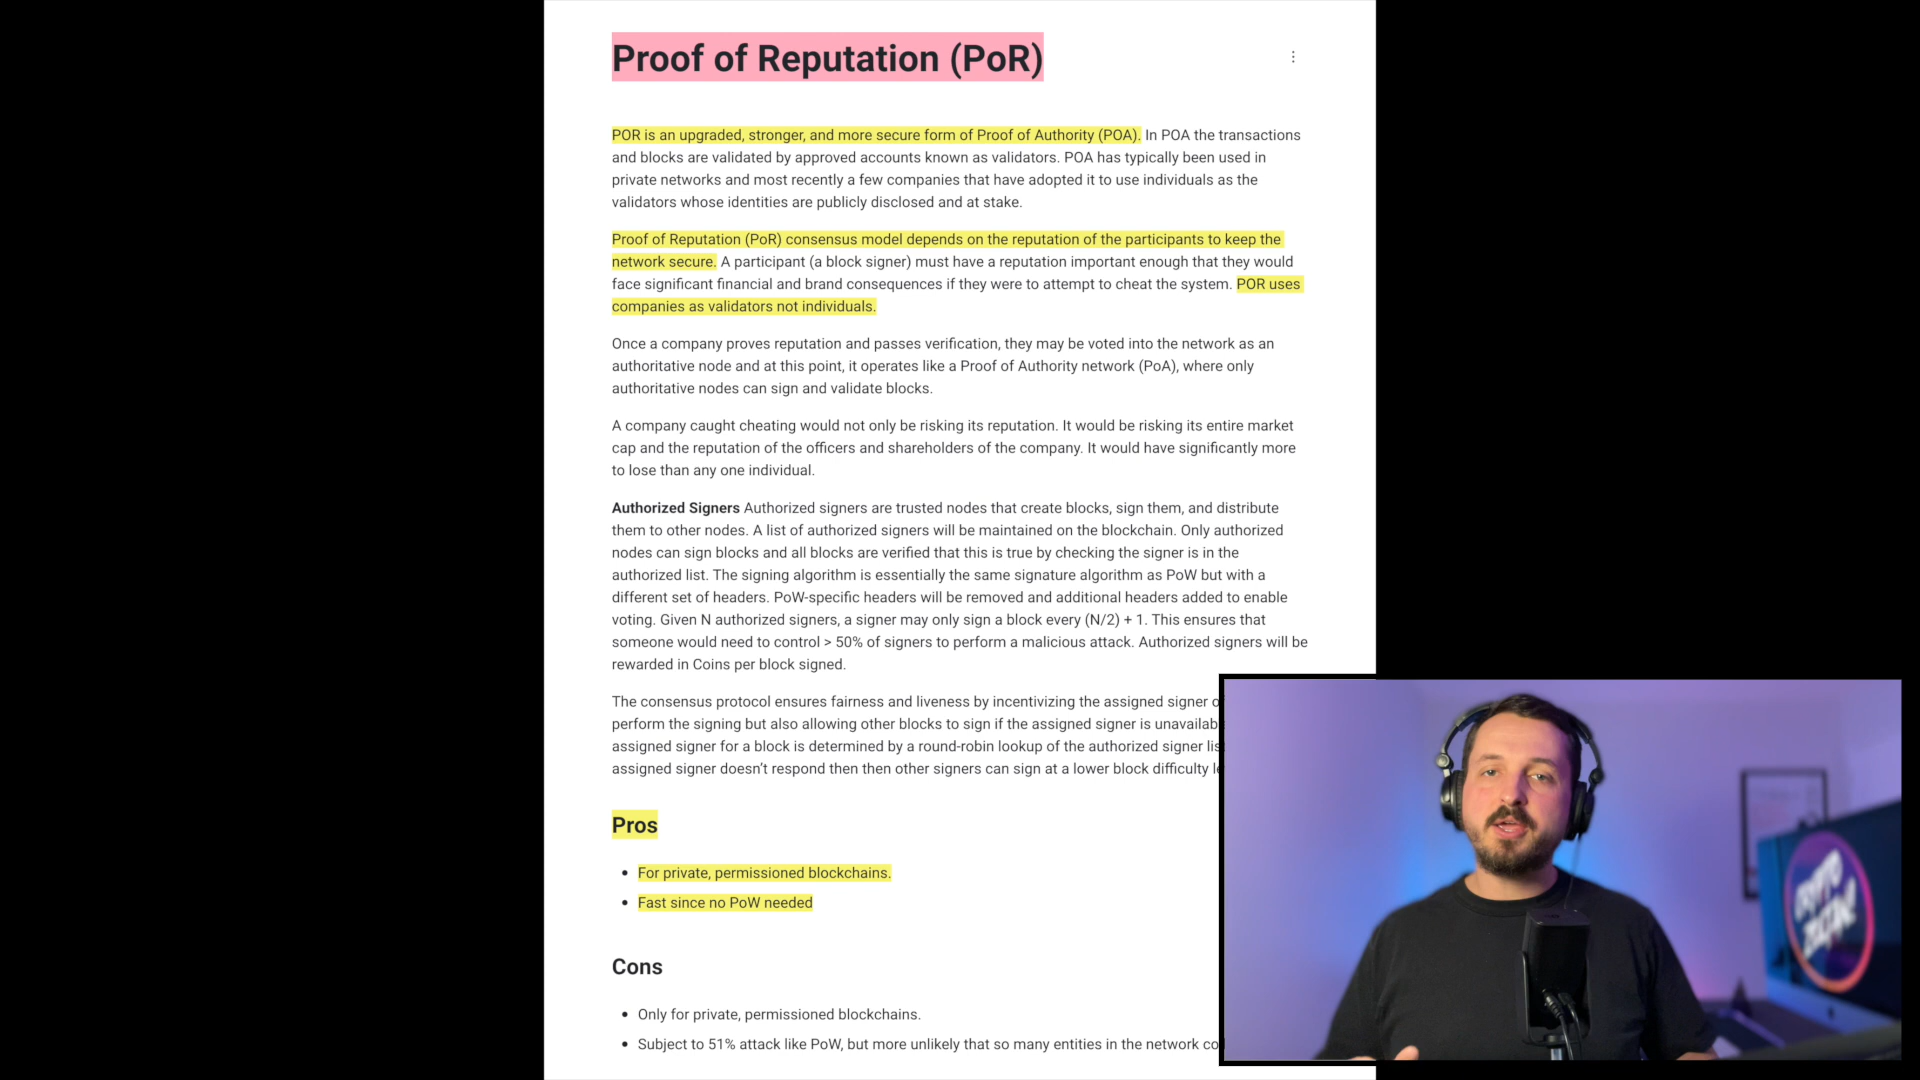 Proof of Reputation (PoR)
POR is an upgraded, stronger, and more secure form of Proof of Authority (POA). In POA the transactions
and blocks are validated by approved accounts known as validators. POA has typically been used in
private networks and most recently a few companies that have adopted it to use individuals as the
validators whose identities are publicly disclosed and at stake.
Proof of Reputation (PoR) consensus model depends on the reputation of the participants to keep the
network secure. A participant (a block signer) must have a reputation important enough that they would
face significant financial and brand consequences if they were to attempt to cheat the system. POR uses
companies as validators not individuals.
Once a company proves reputation and passes verification, they may be voted into the network as an
authoritative node and at this point, it operates like a Proof of Authority network (PoA), where only
authoritative nodes can sign and validate blocks.
A company caught cheating would not only be risking its reputation. It would be risking its entire market
cap and the reputation of the officers and shareholders of the company. It would have significantly more
to lose than any one individual.
Authorized Signers Authorized signers are trusted nodes that create blocks, sign them, and distribute
them to other nodes. A list of authorized signers will be maintained on the blockchain. Only authorized
nodes can sign blocks and all blocks are verified that this is true by checking the signer is in the
authorized list. The signing algorithm is essentially the same signature algorithm as PoW but with a
different set of headers. PoW-specific headers will be removed and additional headers added to enable
voting. Given N authorized signers, a signer may only sign a block every (N/2) + 1. This ensures that
someone would need to control > 50% of signers to perform a malicious attack. Authorized signers will be
rewarded in Coins per block signed.
The consensus protocol ensures fairness and liveness by incentivizing the assigned signer
perform the signing but also allowing other blocks to sign if the assigned signer is
assigned signer for a block is determined by a round-robin lookup of the authorized signer
assigned signer doesn't respond then then other signers can sign at a lower block difficulty
Pros
• For private, permissioned blockchains.
• Fast since no PoW needed
Cons
• Only for private, permissioned blockchains.
• Subject to 51% attack like PoW, but more unlikely that so many entities in the network
CRYPTO